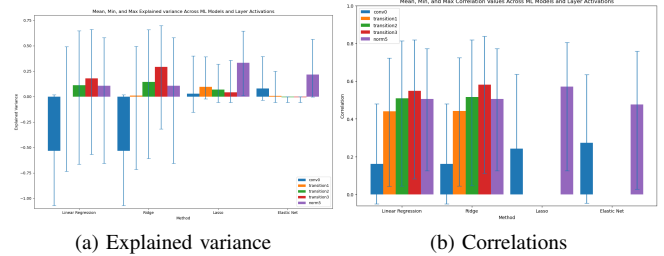 Mean, Min, and Max Explained variance Across ML Models and Layer Activations
0.75
0.50
0.25
0.00
-0.25
-0.50
-0.75
-1.00
Explained Variance
Linear Regression
Ridge
Lasso
Elastic Net
Method
conv0
transition1
transition2
transition3
norm5
(a) Explained variance
Mean, Min, and Max Correlation Values Across ML Models and Layer Activations
1.0
0.8
0.6
0.4
0.2
0.0
Correlation
conv0
transition1
transition2
transition3
norm5
Linear Regression
Ridge
Lasso
Elastic Net
Method
(b) Correlations